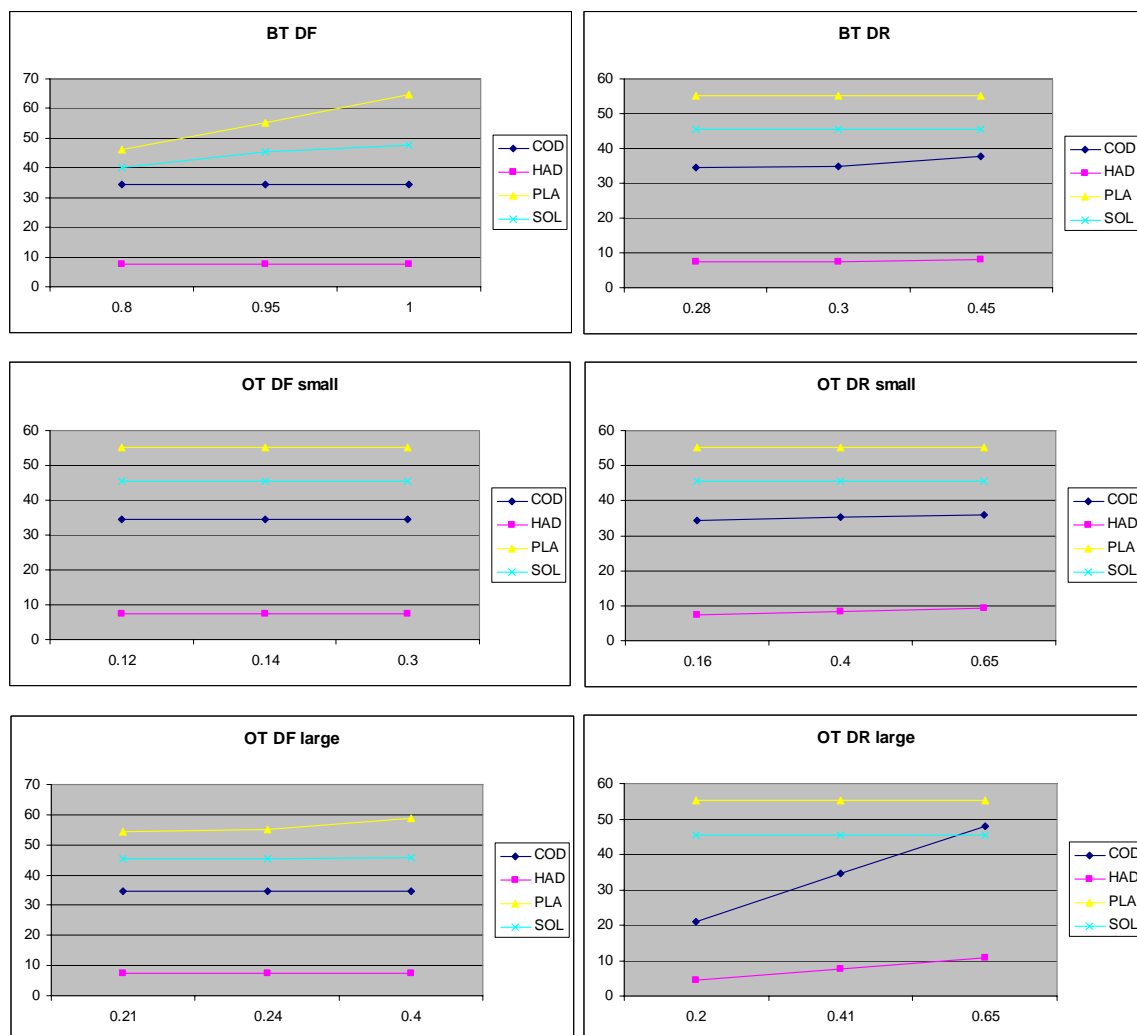 BT DF
70
60
50
40
30
20
10
0
0.8 0.95 1
COD
HAD
PLA
SOL
BT DR
60
50
40
30
20
10
0
0.28 0.3 0.45
COD
HAD
PLA
SOL
OT DF small
60
50
40
30
20
10
0
0.12 0.14 0.3
COD
HAD
PLA
SOL
OT DR small
60
50
40
30
20
10
0
0.16 0.4 0.65
COD
HAD
PLA
SOL
OT DF large
70
60
50
40
30
20
10
0
0.21 0.24 0.4
COD
HAD
PLA
SOL
OT DR large
60
50
40
30
20
10
0
0.2 0.41 0.65
COD
HAD
PLA
SOL